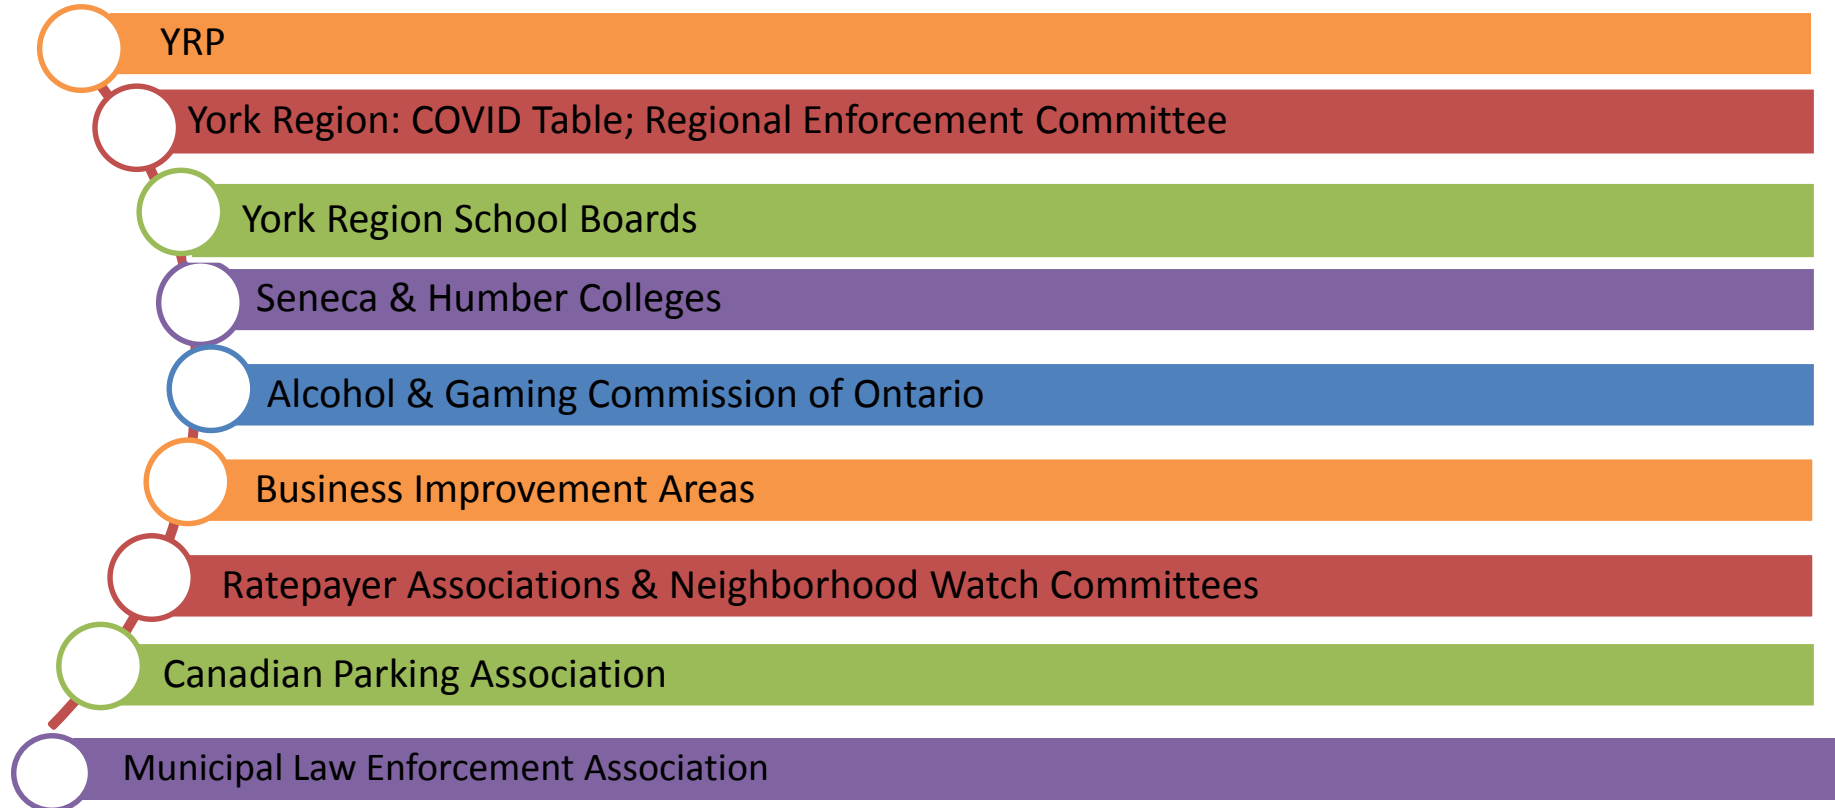 YRP
York Region: COVID Table; Regional Enforcement Committee
York Region School Boards
Seneca & Humber Colleges
Alcohol & Gaming Commission of Ontario
Business Improvement Areas
Ratepayer Associations & Neighborhood Watch Committees
Canadian Parking Association
Municipal Law Enforcement Association